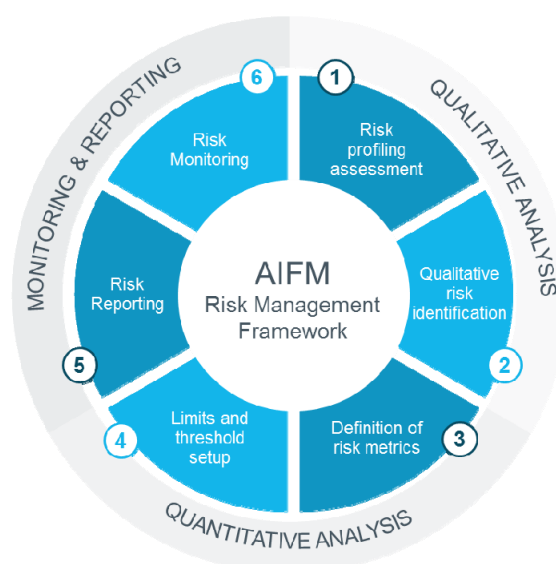 AIFM
Risk Management
Framework
QUALITATIVE ANALYSIS
1
Risk
profiling
assessment
2
Qualitative
risk
identification
QUANTITATIVE ANALYSIS
3
Definition of
risk metrics
4
Limits and
threshold
setup
MONITORING & REPORTING
5
Risk
Reporting
6
Risk
Monitoring